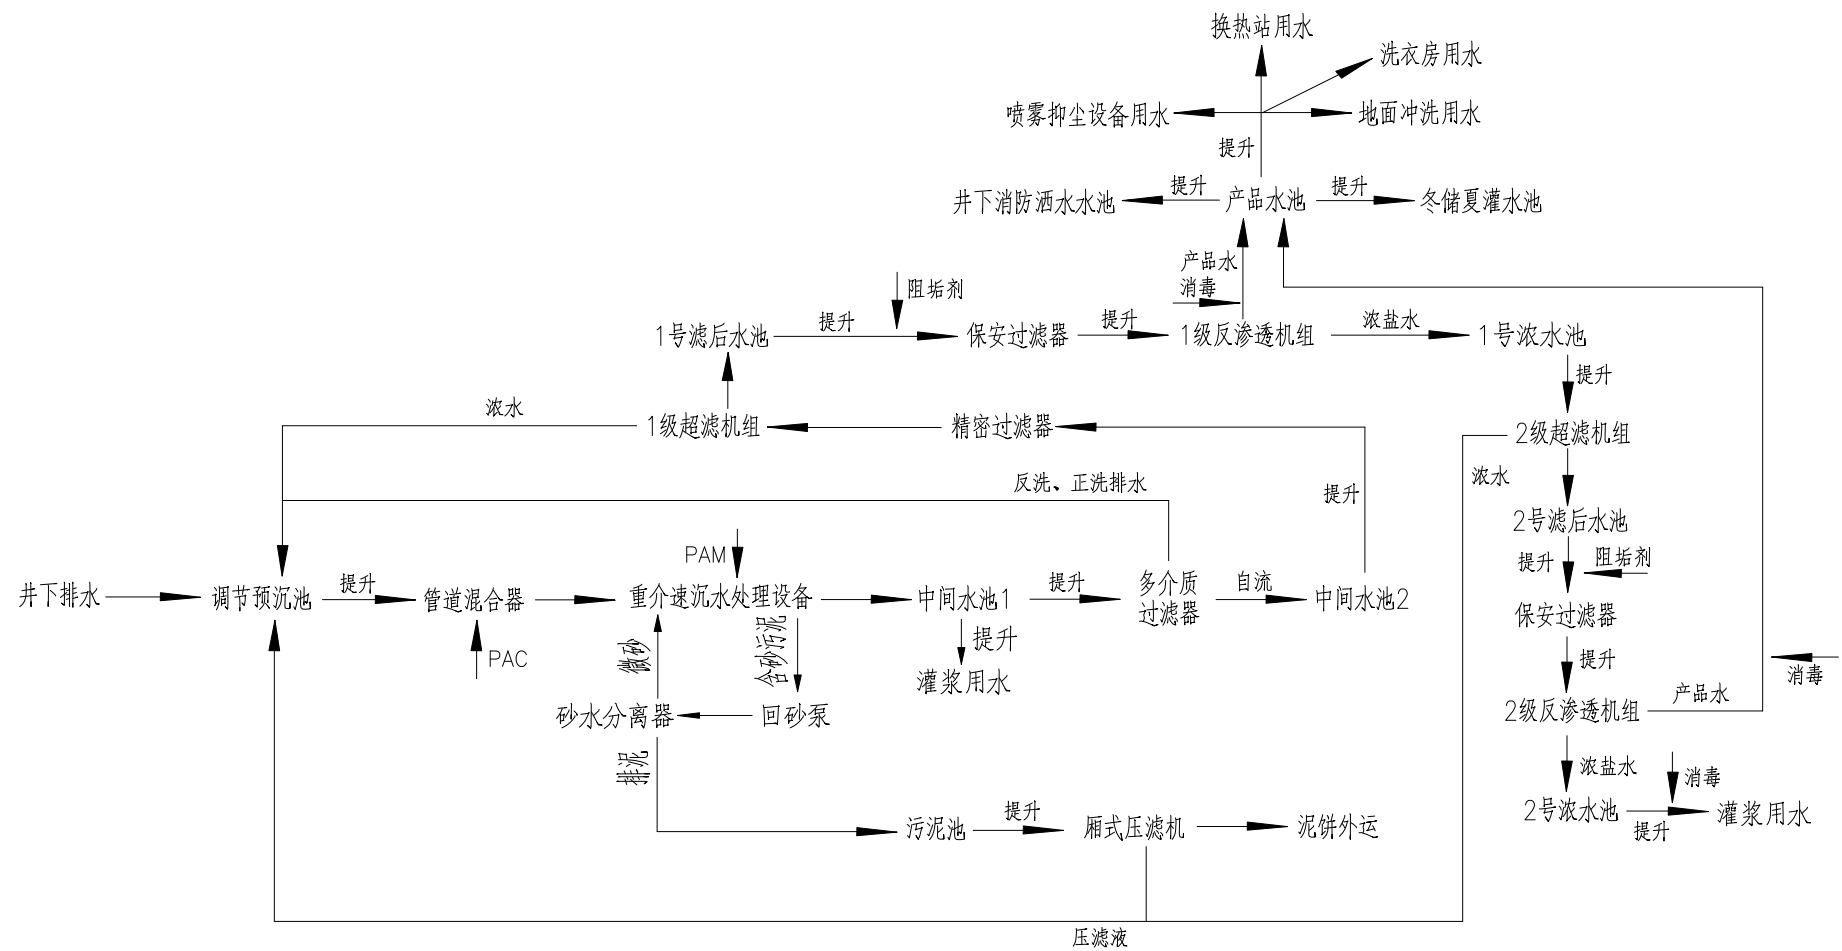 换热站用水
洗衣房用水
喷雾抑尘设备用水
地面冲洗用水
提升
井下消防洒水水池
提升
产品水池
提升
冬储夏灌水池
产品水
消毒
阻垢剂
1号滤后水池
提升
保安过滤器
提升
1级反渗透机组
浓盐水
1号浓水池
提升
浓水
1级超滤机组
精密过滤器
2级超滤机组
反洗、正洗排水
提升
浓水
2号滤后水池
PAM
提升
阻垢剂
井下排水
调节预沉池
提升
管道混合器
重介速沉水处理设备
中间水池1
提升
多介质
过滤器
自流
中间水池2
保安过滤器
PAC
微砂
含砂污泥
提升
灌浆用水
提升
消毒
砂水分离器
回砂泵
2级反渗透机组
产品水
排泥
浓盐水
消毒
污泥池
提升
厢式压滤机
泥饼外运
2号浓水池
提升
灌浆用水
压滤液